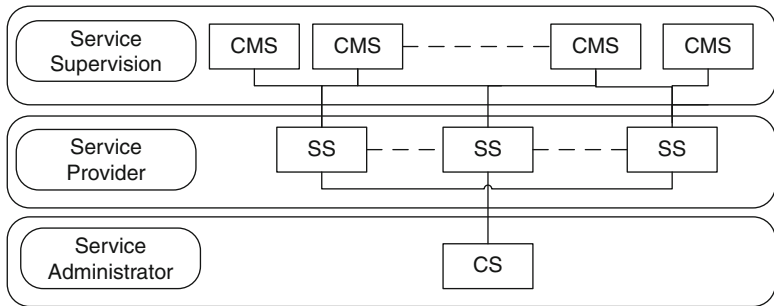 Service
Supervision
CMS
CMS
CMS
CMS
Service
Provider
SS
SS
SS
Service
Administrator
CS